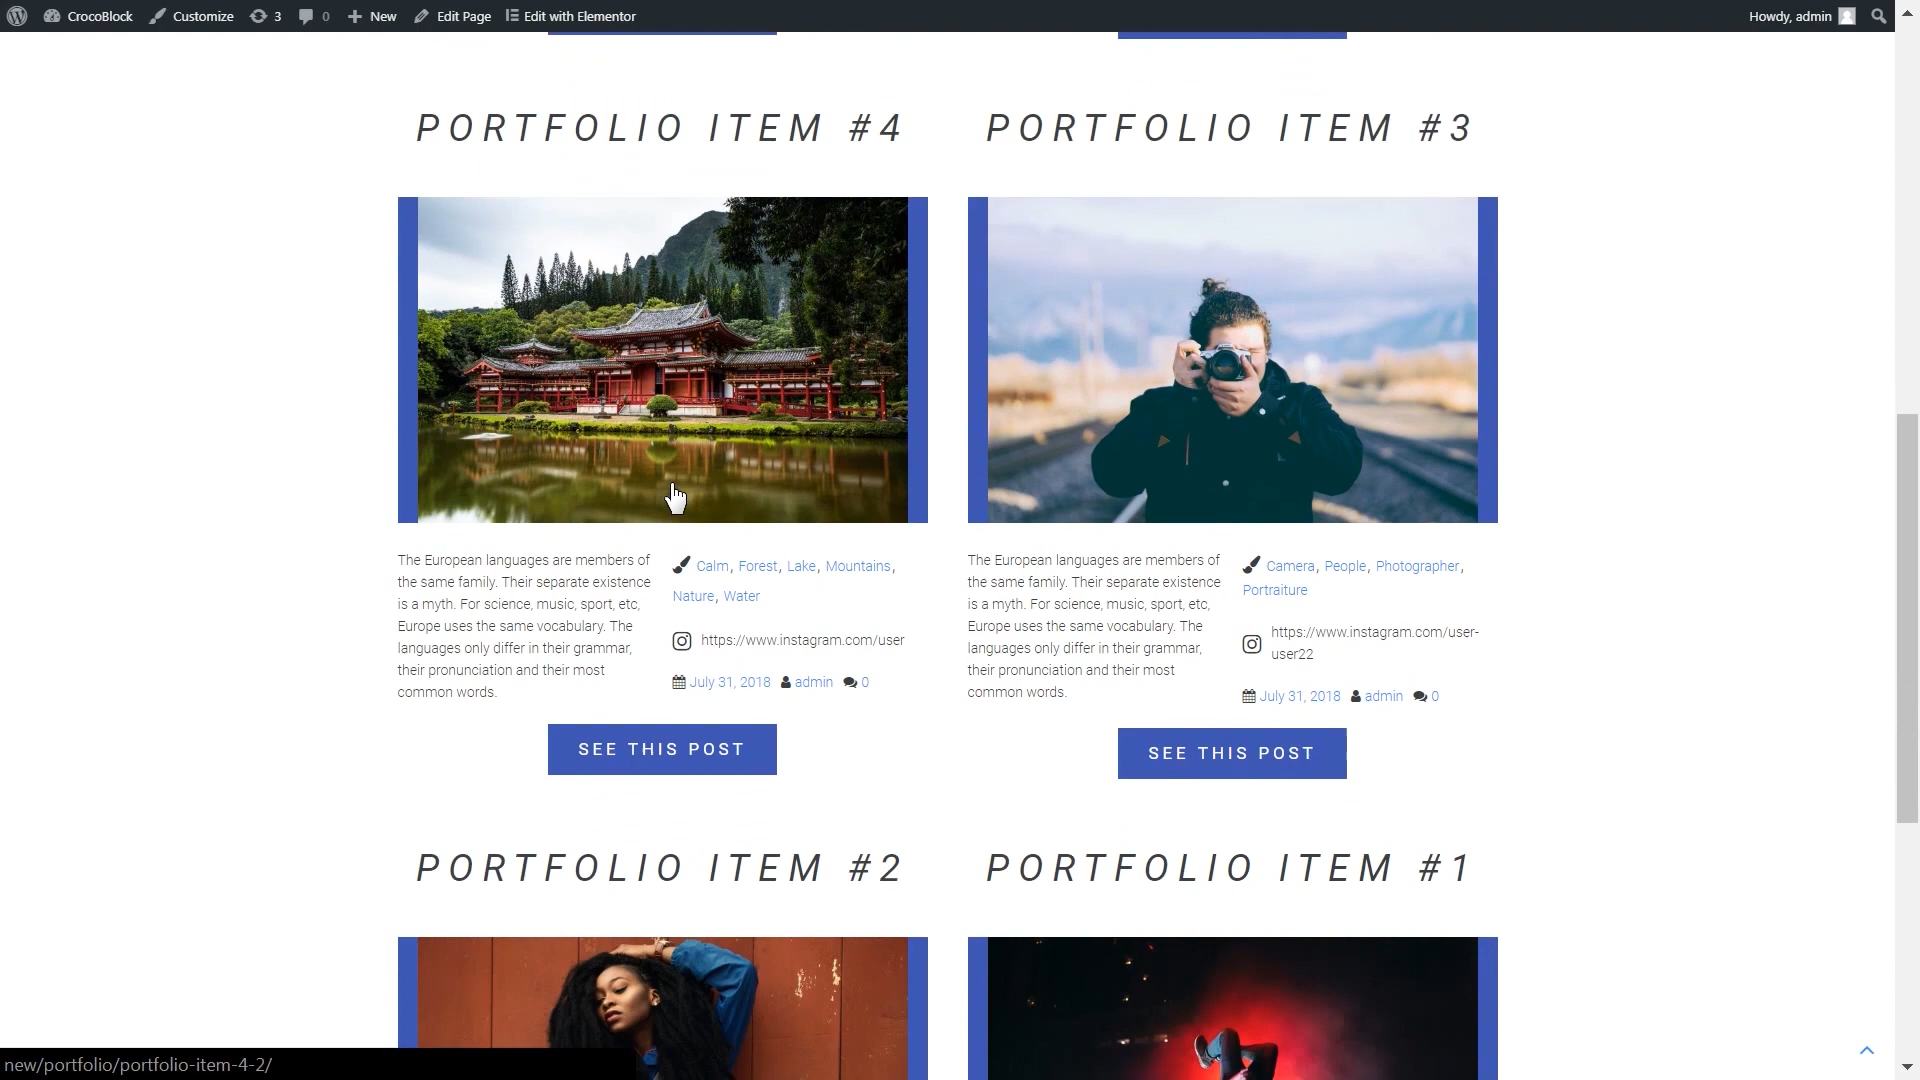 CrocoBlock Customize 3 0 New Edit Page Edit with Elementor Howdy, admin
PORTFOLIO ITEM #4
The European languages are members of
the same family. Their separate existence
is a myth. For science, music, sport, etc,
Europe uses the same vocabulary. The
languages only differ in their grammar,
their pronunciation and their most
common words.
Calm, Forest, Lake, Mountains,
Nature, Water
https://www.instagram.com/user
July 31, 2018 admin 0
SEE THIS POST
PORTFOLIO ITEM #3
The European languages are members of
the same family. Their separate existence
is a myth. For science, music, sport, etc,
Europe uses the same vocabulary. The
languages only differ in their grammar,
their pronunciation and their most
common words.
Camera, People, Photographer,
Portraiture
https://www.instagram.com/user-
user22
July 31, 2018 admin 0
SEE THIS POST
PORTFOLIO ITEM #2
PORTFOLIO ITEM #1
new/portfolio/portfolio-item-4-2/